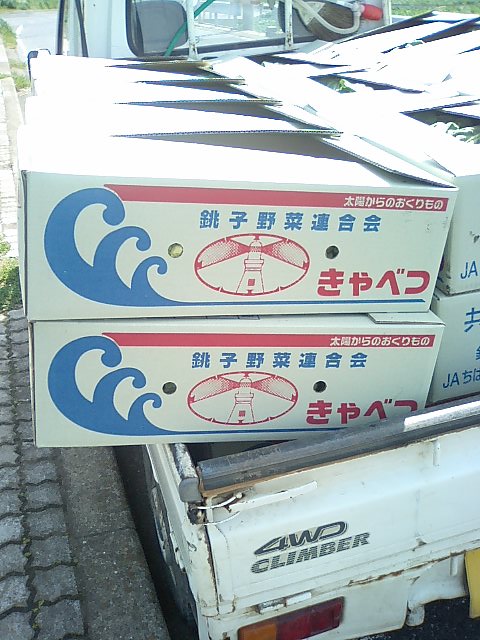 太陽からのおくりもの
銚子野菜連合会
きゃべつ
JA
太陽からのおくりもの
銚子野菜連合会
きゃべつ
共
JAちば
4WD
CLIMBER